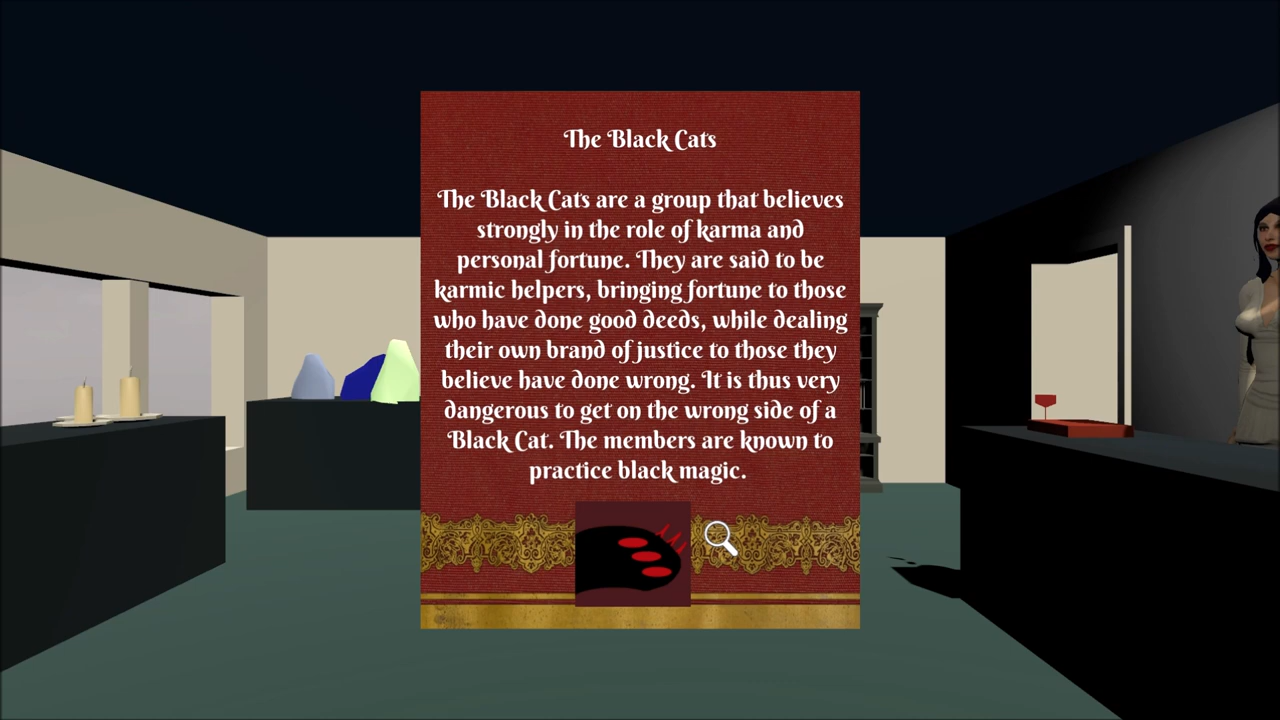 The Black Cats
The Black Cats are a group that believes
strongly in the role of karma and
personal fortune. They are said to be
karmic helpers, bringing fortune to those
who have done good deeds, while dealing
their own brand of justice to those they
believe have done wrong. It is thus very
dangerous to get on the wrong side of a
Black Cat. The members are known to
practice black magic.